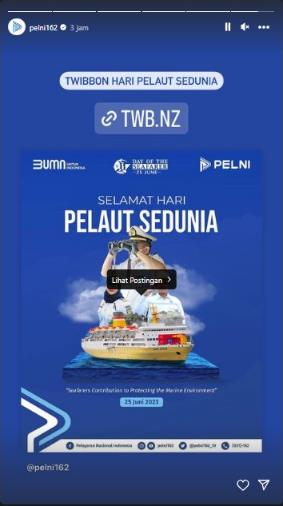 pelni162 3 jam
TWIBBON HARI PELAUT SEDUNIA
TWB.NZ
BUMN UNTUK INDONESIA
DAY OF THE SEAFARER
25 JUNE
PELNI
SELAMAT HARI
PELAUT SEDUNIA
Lihat Postingan
"Seafarers Contribution to Protecting the Marine Environment"
25 Juni 2023
Pelayaran Nasional Indonesia pelni162
@pelni162